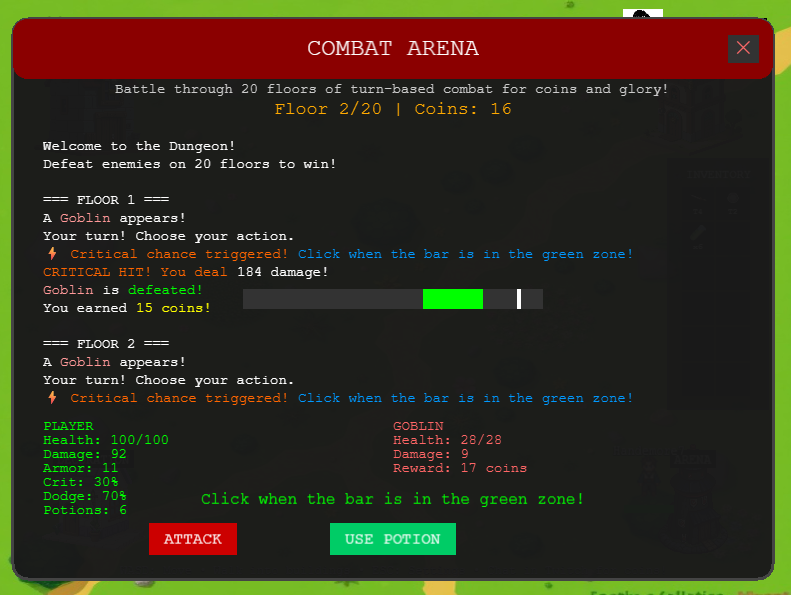 COMBAT ARENA
Battle through 20 floors of turn-based combat for coins and glory!
Floor 2/20 | Coins: 16
Welcome to the Dungeon!
Defeat enemies on 20 floors to win!
=== FLOOR 1 ===
A Goblin appears!
Your turn! Choose your action.
⚡ Critical chance triggered! Click when the bar is in the green zone!
CRITICAL HIT! You deal 184 damage!
Goblin is defeated!
You earned 15 coins!
=== FLOOR 2 ===
A Goblin appears!
Your turn! Choose your action.
⚡ Critical chance triggered! Click when the bar is in the green zone!
PLAYER
Health: 100/100
Damage: 92
Armor: 11
Crit: 30%
Dodge: 70%
Potions: 6
GOBLIN
Health: 28/28
Damage: 9
Reward: 17 coins
Click when the bar is in the green zone!
ATTACK
USE POTION